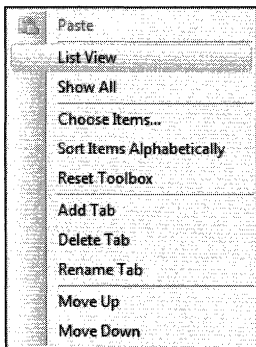 Paste
List View
Show All
Choose Items...
Sort Items Alphabetically
Reset Toolbox
Add Tab
Delete Tab
Rename Tab
Move Up
Move Down